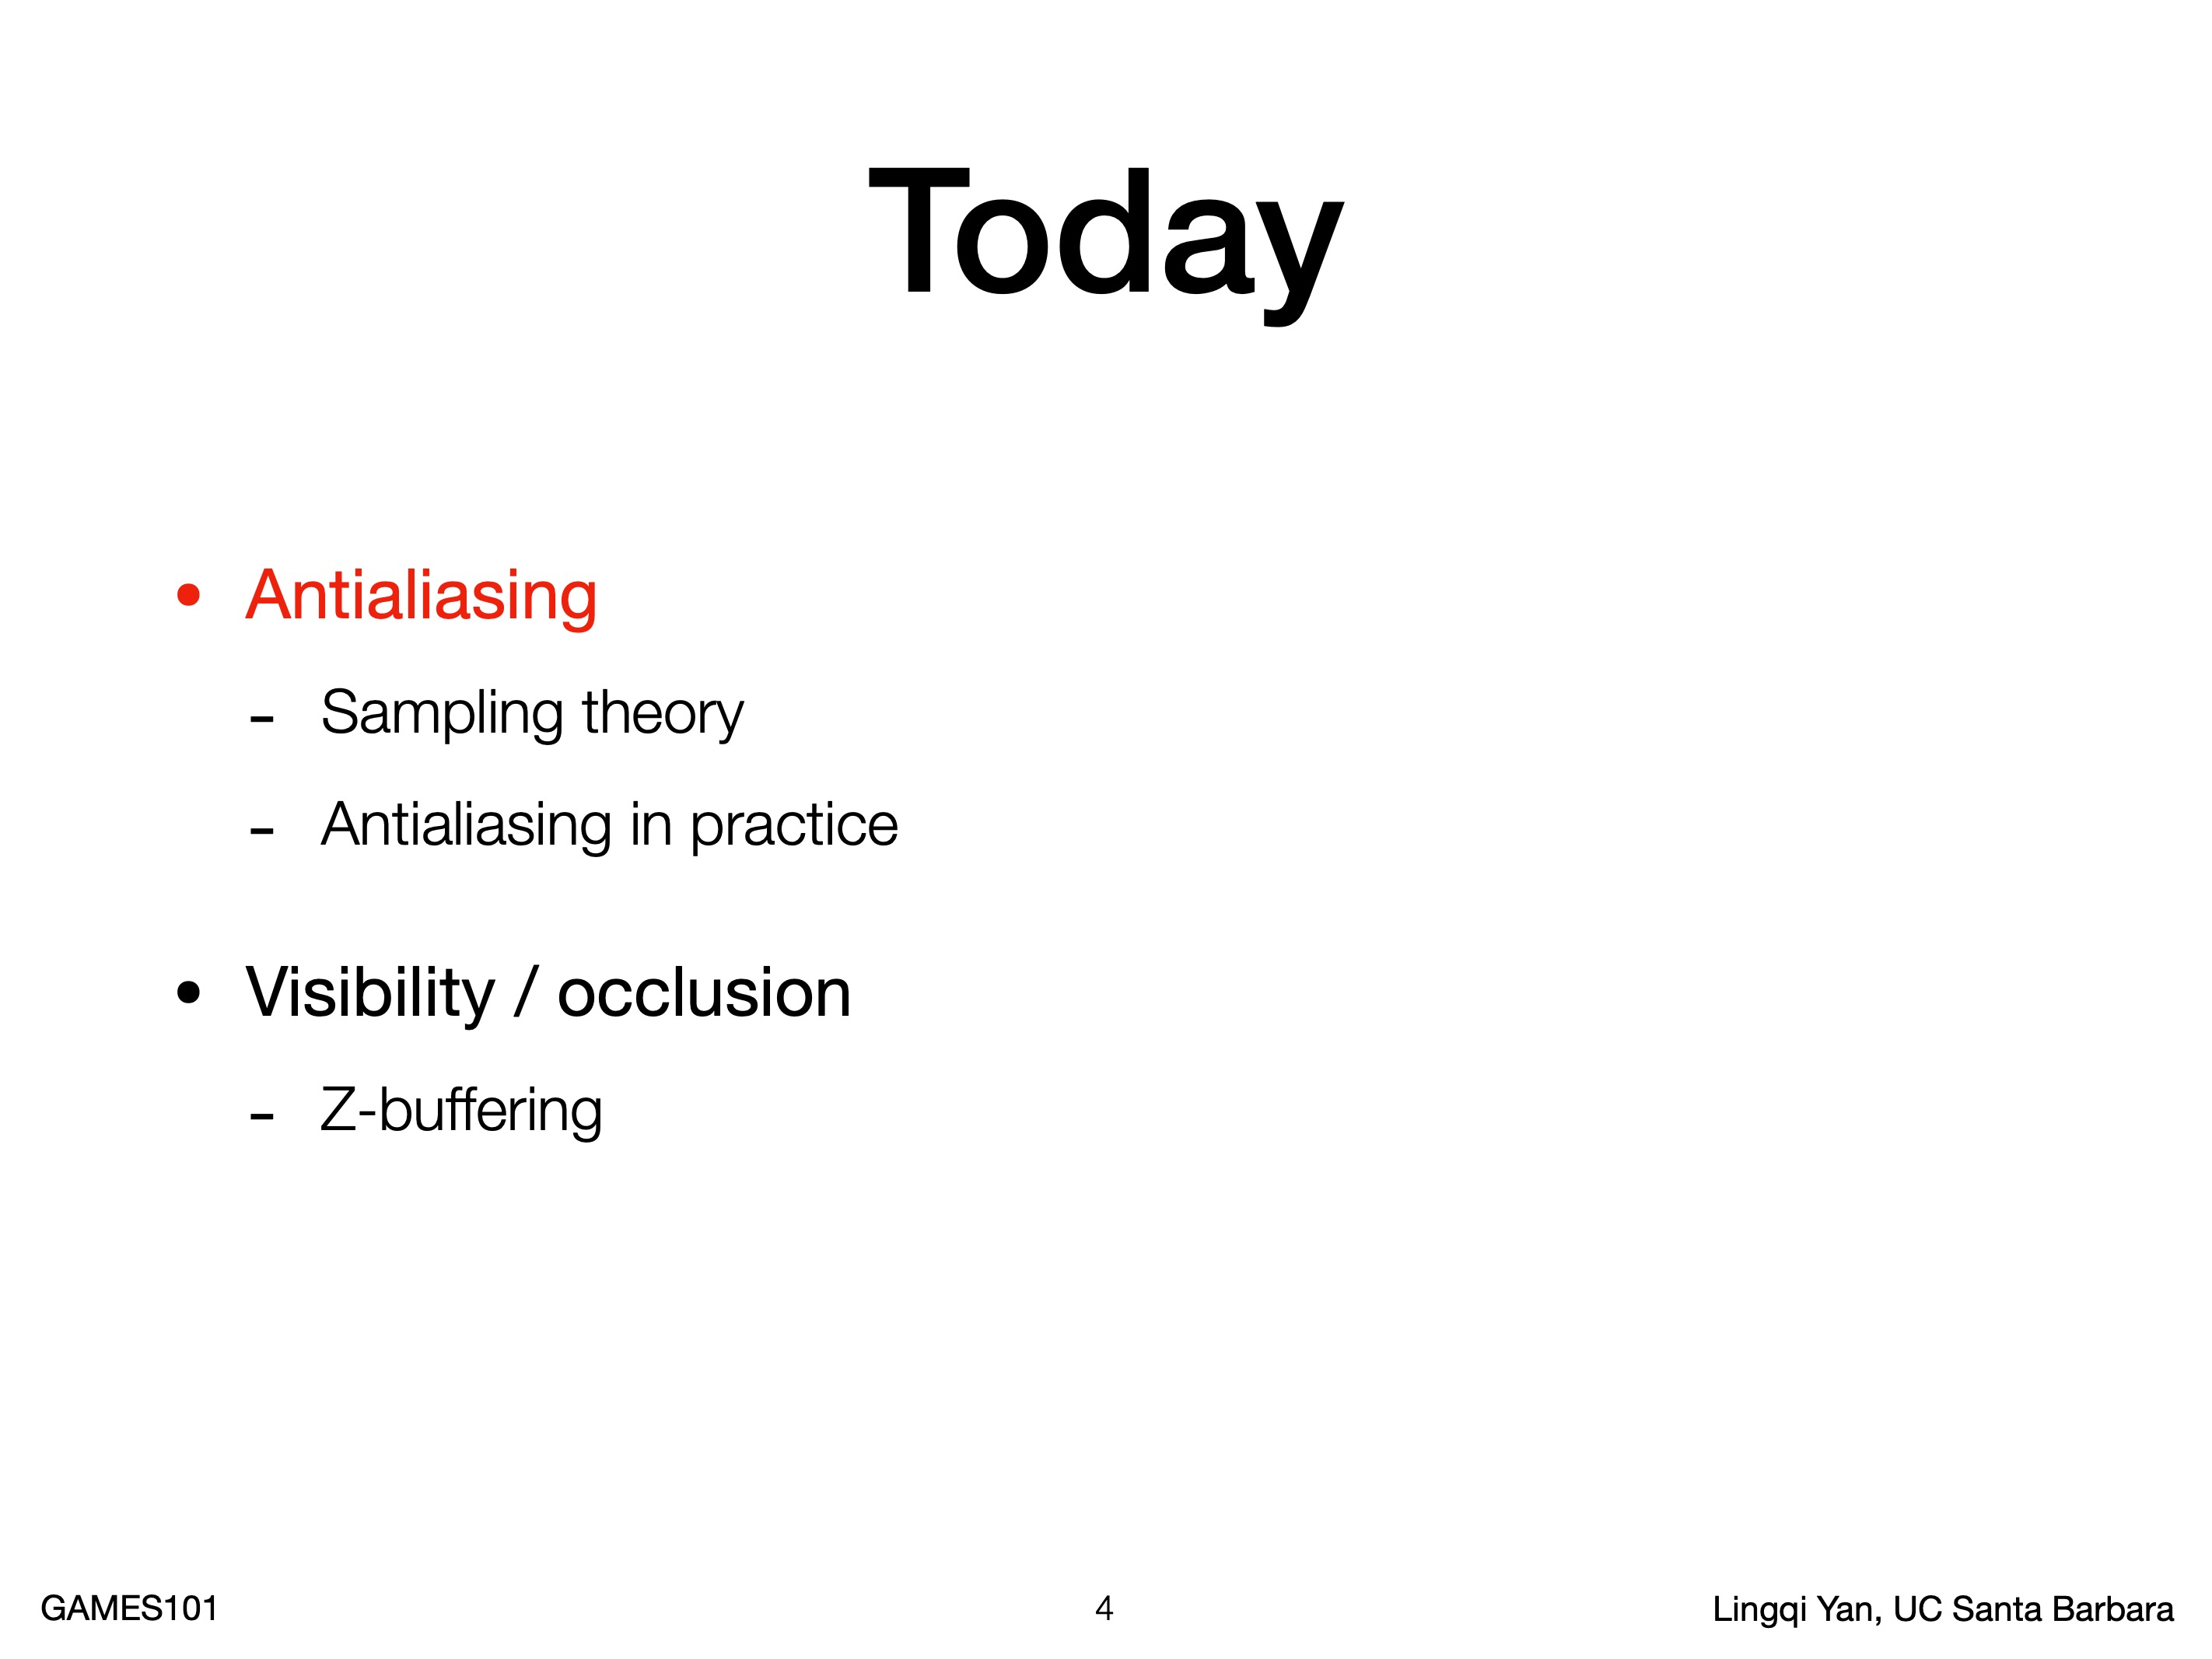 Today
• Antialiasing
- Sampling theory
- Antialiasing in practice
• Visibility / occlusion
- Z-buffering
GAMES101
4
Lingqi Yan, UC Santa Barbara